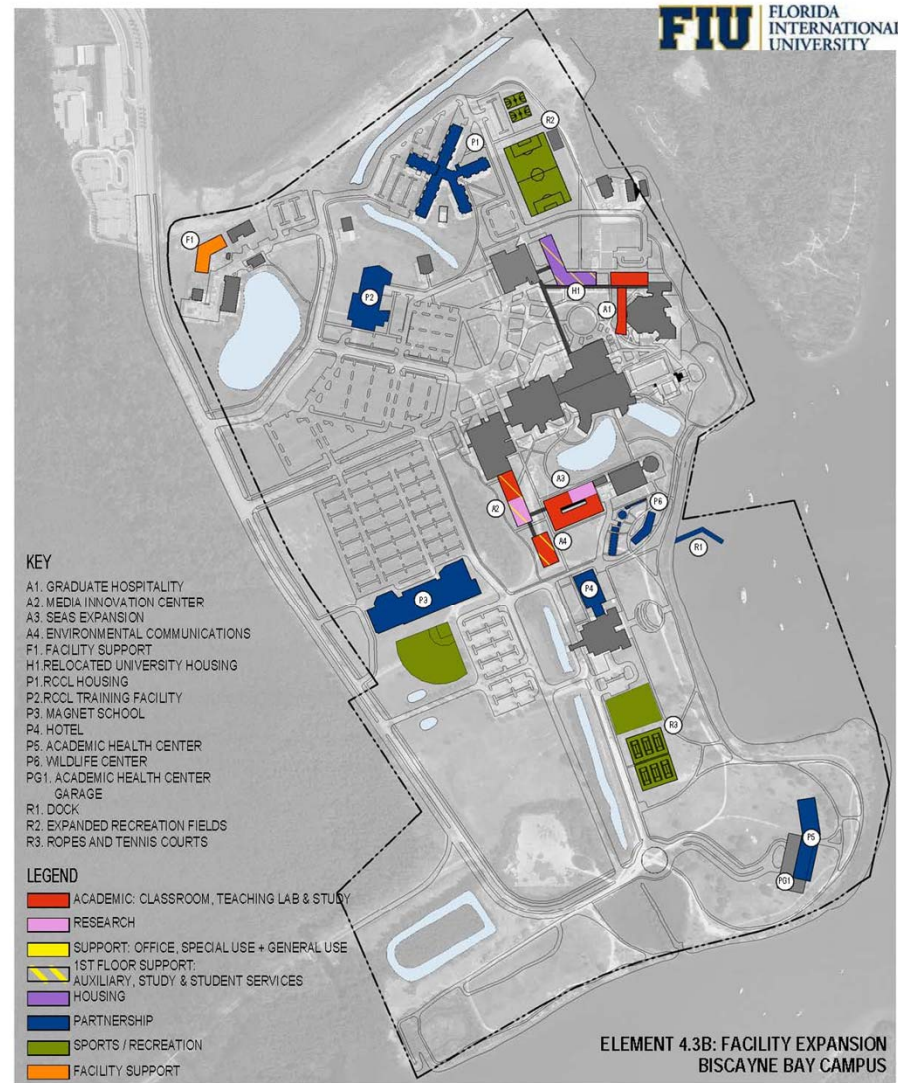 FIU FLORIDA
INTERNATIONAL
UNIVERSITY
R2
P1
F1
P2
H1
A1
A3
A2
P6
A4
R1
P4
P3
R3
P5
PG1
KEY
A1. GRADUATE HOSPITALITY
A2. MEDIA INNOVATION CENTER
A3. SEAS EXPANSION
A4. ENVIRONMENTAL COMMUNICATIONS
F1. FACILITY SUPPORT
H1.RELOCATED UNIVERSITY HOUSING
P1.RCCL HOUSING
P2.RCCL TRAINING FACILITY
P3. MAGNET SCHOOL
P4. HOTEL
P5. ACADEMIC HEALTH CENTER
P6. WILDLIFE CENTER
PG1. ACADEMIC HEALTH CENTER
GARAGE
R1. DOCK
R2. EXPANDED RECREATION FIELDS
R3. ROPES AND TENNIS COURTS
LEGEND
ACADEMIC: CLASSROOM, TEACHING LAB & STUDY
RESEARCH
SUPPORT: OFFICE, SPECIAL USE + GENERAL USE
1ST FLOOR SUPPORT:
AUXILIARY, STUDY & STUDENT SERVICES
HOUSING
PARTNERSHIP
SPORTS / RECREATION
FACILITY SUPPORT
ELEMENT 4.3B: FACILITY EXPANSION
BISCAYNE BAY CAMPUS